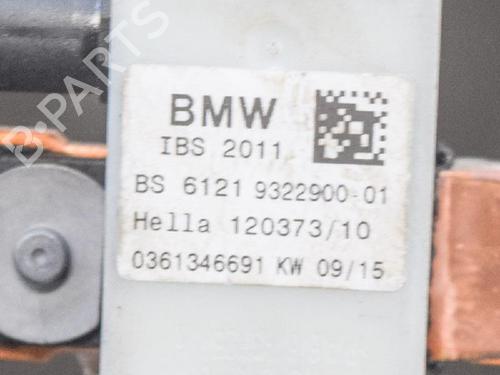 BMW
IBS 2011
BS 6121 9322900-01
Hella 120373/10
0361346691 KW 09/15
B-PARTS